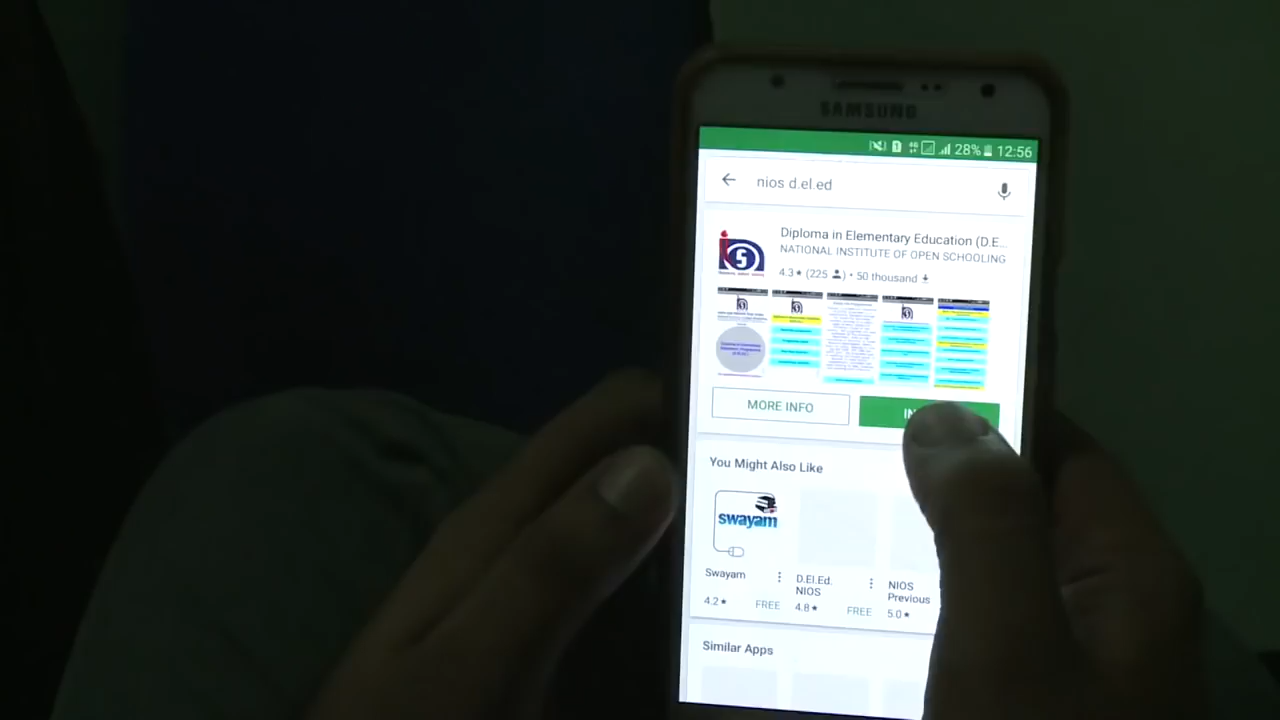 SAMSUNG
28% 12:56
nios d.el.ed
Diploma in Elementary Education (D.E...
NATIONAL INSTITUTE OF OPEN SCHOOLING
4.3★ (225) • 50 thousand
MORE INFO
IN
You Might Also Like
swayam
Swayam
4.2★ FREE
D.El.Ed.
NIOS
4.8★ FREE
NIOS
Previous
5.0★
Similar Apps